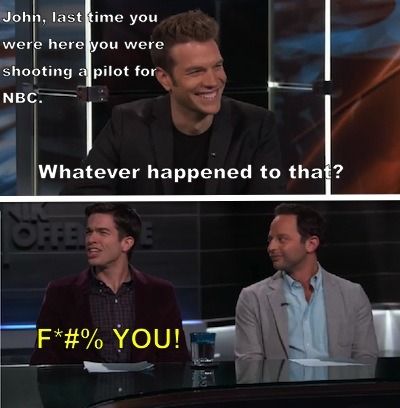 John, last time you
were here you were
shooting a pilot for
NBC.
Whatever happened to that?
F*#% YOU!